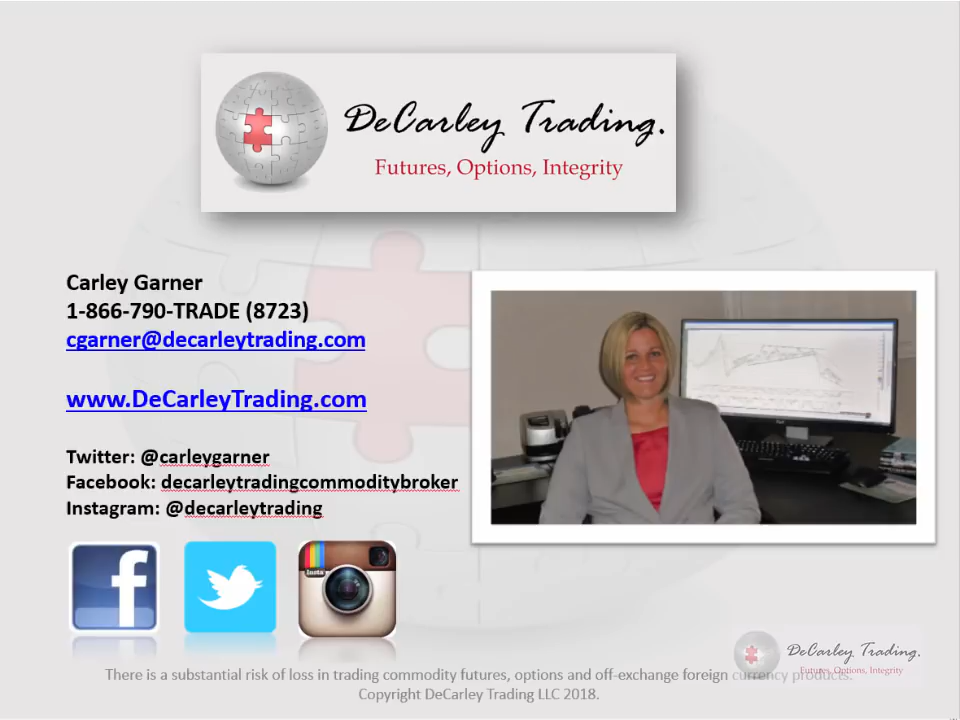 DeCarley Trading.
Futures, Options, Integrity
Carley Garner
1-866-790-TRADE (8723)
cgarner@decarleytrading.com
www.DeCarleyTrading.com
Twitter: @carleygarner
Facebook: decarleytradingcommoditybroker
Instagram: @decarleytrading
f
Insta
DeCarley Trading.
Futures, Options, Integrity
There is a substantial risk of loss in trading commodity futures, options and off-exchange foreign currency products.
Copyright DeCarley Trading LLC 2018.